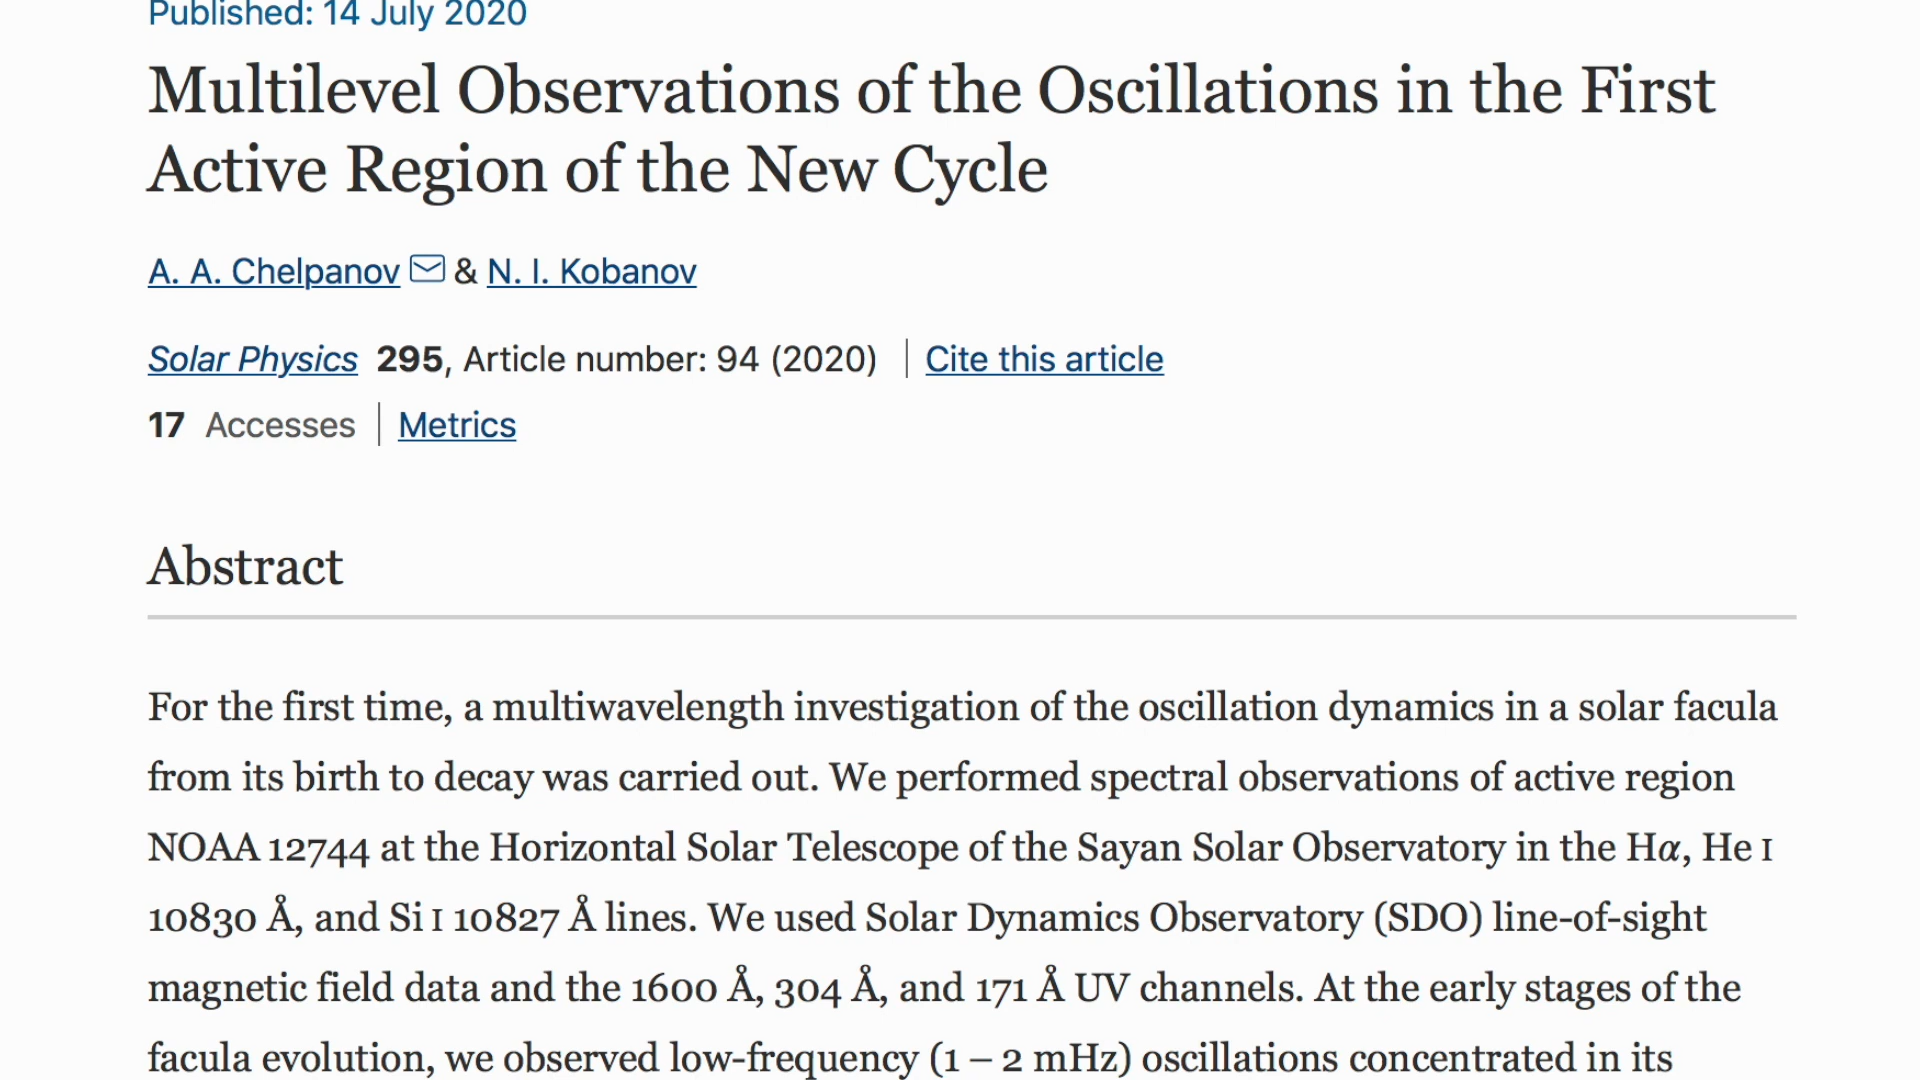 Published: 14 July 2020
Multilevel Observations of the Oscillations in the First
Active Region of the New Cycle
A. A. Chelpanov & N. I. Kobanov
Solar Physics 295, Article number: 94 (2020) | Cite this article
17 Accesses | Metrics
Abstract
For the first time, a multiwavelength investigation of the oscillation dynamics in a solar facula
from its birth to decay was carried out. We performed spectral observations of active region
NOAA 12744 at the Horizontal Solar Telescope of the Sayan Solar Observatory in the Hα, He I
10830 Å, and Si I 10827 Å lines. We used Solar Dynamics Observatory (SDO) line-of-sight
magnetic field data and the 1600 Å, 304 Å, and 171 Å UV channels. At the early stages of the
facula evolution, we observed low-frequency (1 – 2 mHz) oscillations concentrated in its